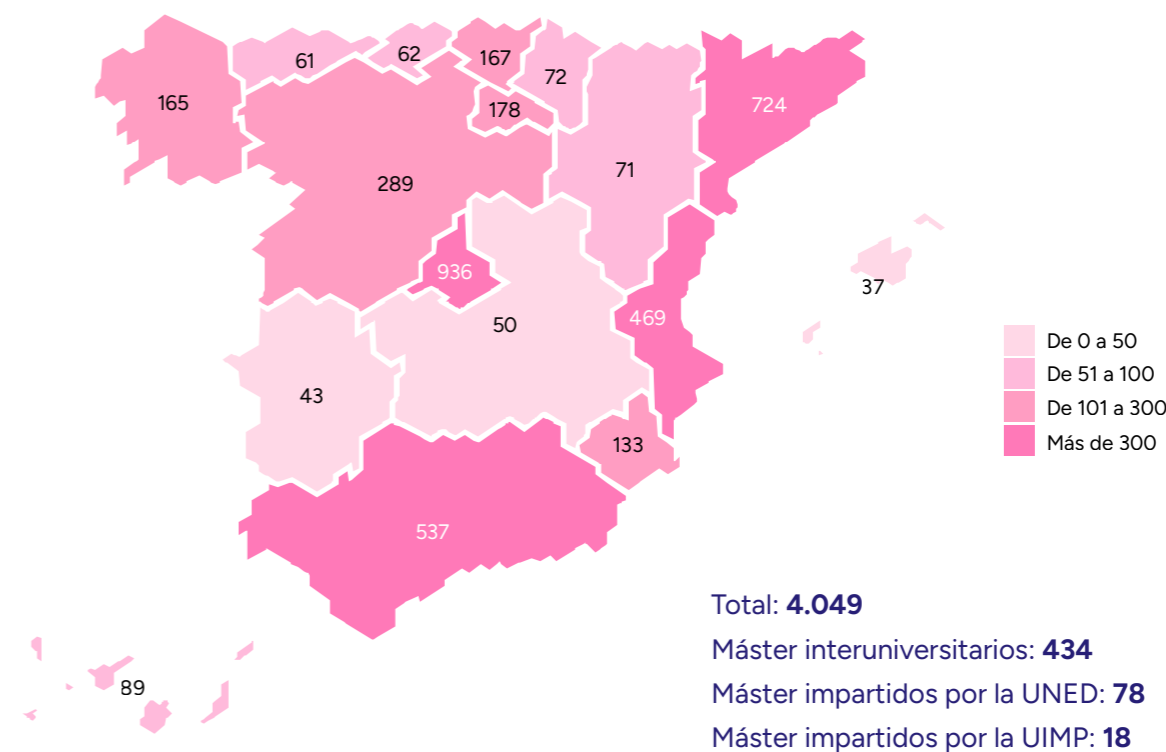 61
62
167
72
165
178
724
289
71
936
37
50
469
43
133
537
89
De 0 a 50
De 51 a 100
De 101 a 300
Más de 300
Total: 4.049
Máster interuniversitarios: 434
Máster impartidos por la UNED: 78
Máster impartidos por la UIMP: 18